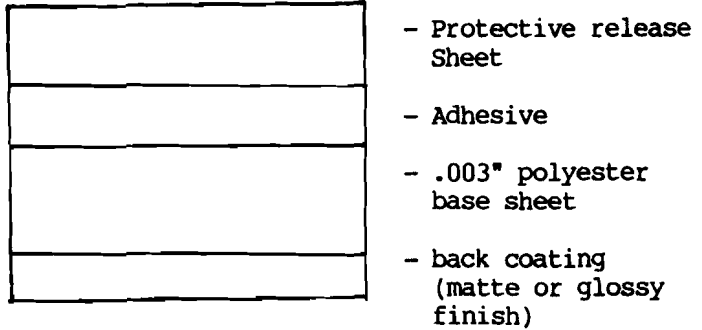 - Protective release
Sheet
- Adhesive
- .003" polyester
base sheet
- back coating
(matte or glossy
finish)